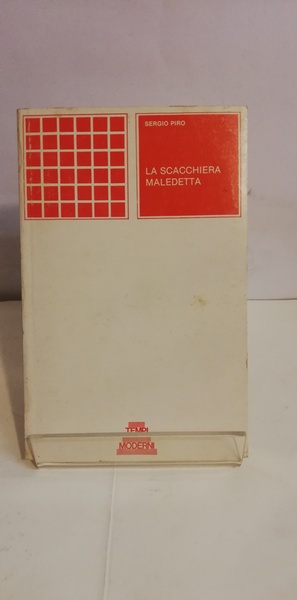 SERGIO PIRO
LA SCACCHIERA
MALEDETTA
TEMPI
MODERNI